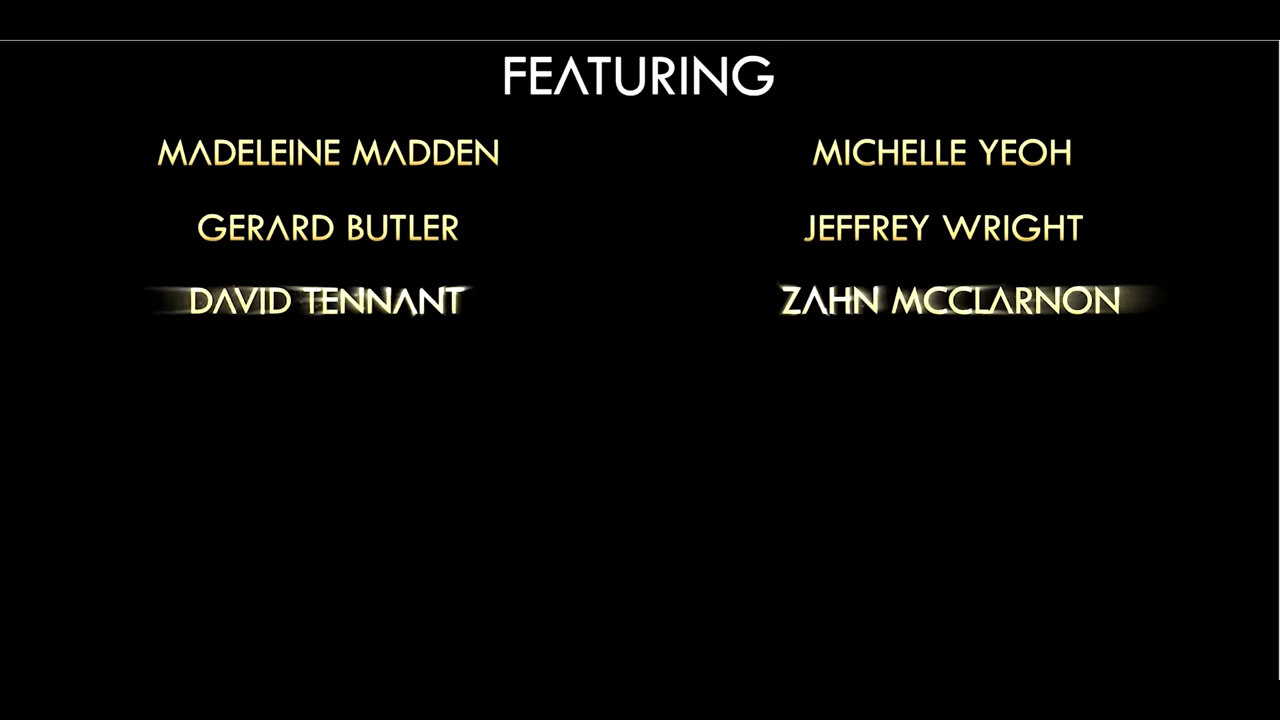 FEATURING
MADELEINE MADDEN
MICHELLE YEOH
GERARD BUTLER
JEFFREY WRIGHT
DAVID TENNANT
ZAHN MCCLARNON